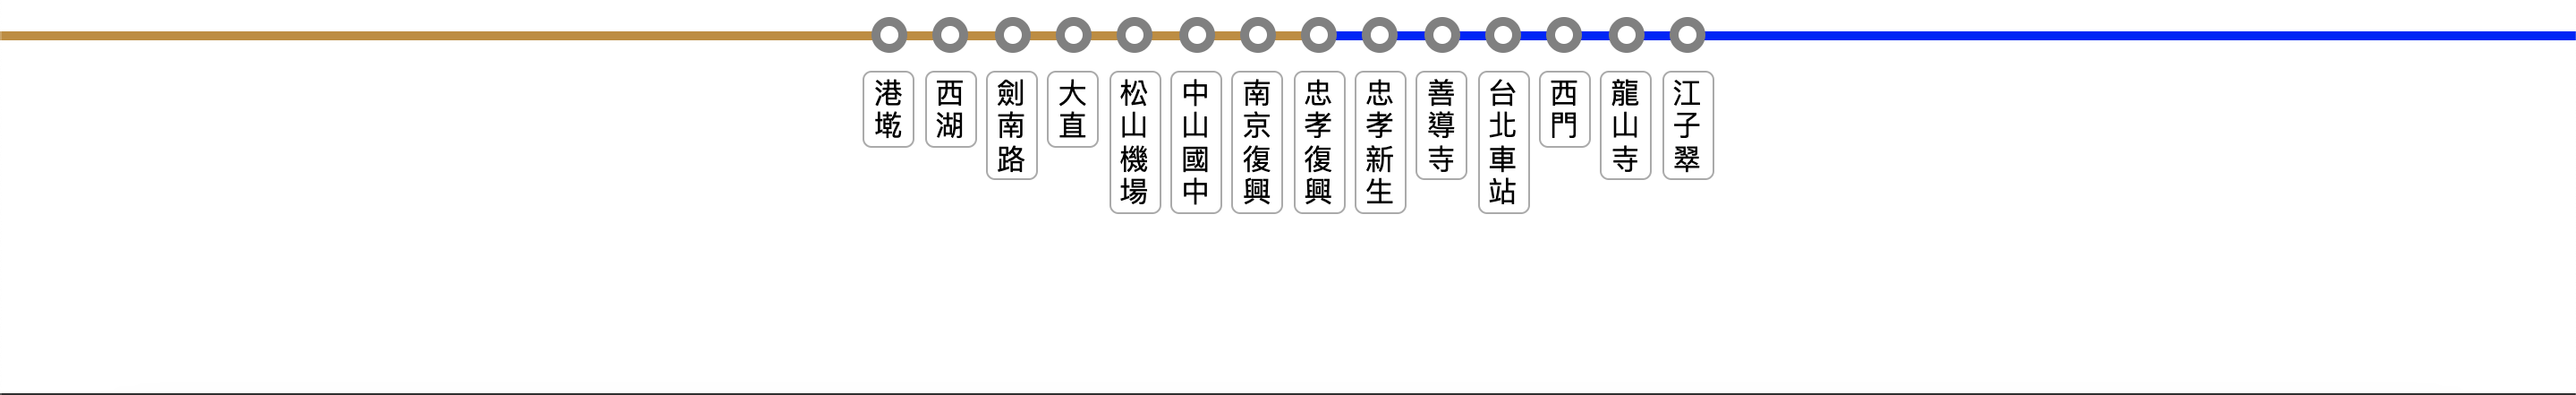 港墘
西湖
劍南路
大直
松山機場
中山國中
南京復興
忠孝復興
忠孝新生
善導寺
台北車站
西門
龍山寺
江子翠